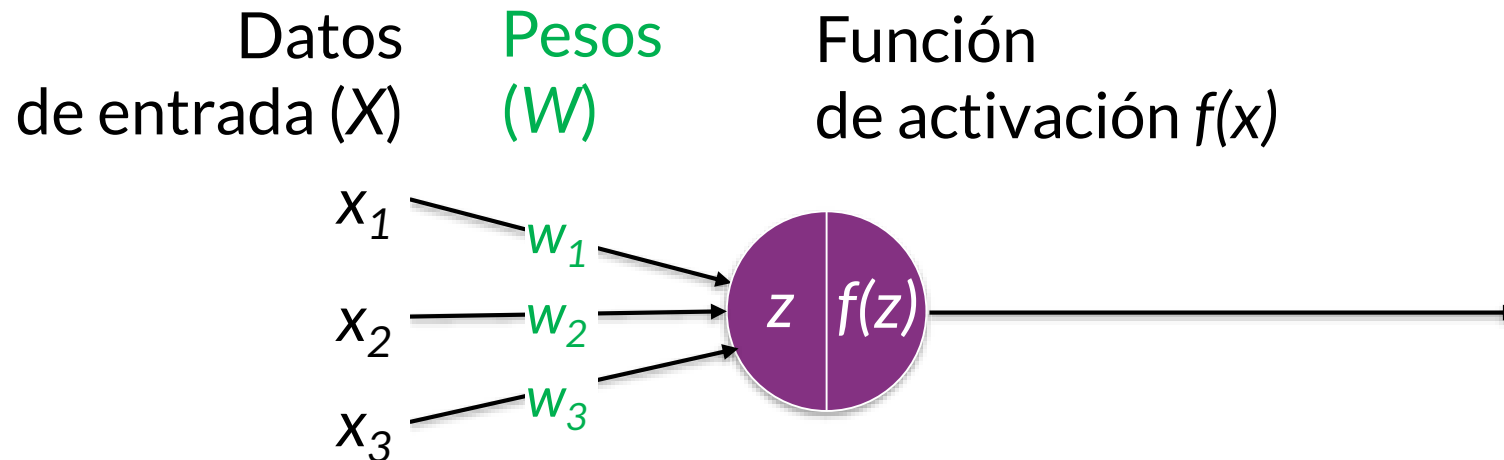 Datos
de entrada (X)
Pesos
(W)
Función
de activación f(x)
x1
w1
x2
w2
z
f(z)
x3
w3